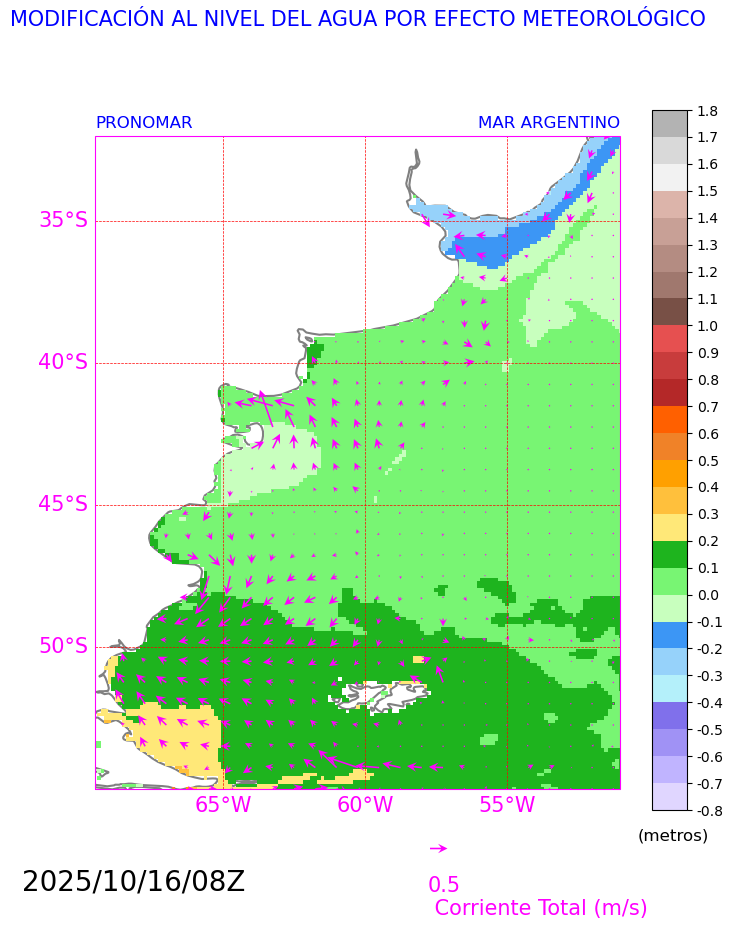 MODIFICACIÓN AL NIVEL DEL AGUA POR EFECTO METEOROLÓGICO
PRONOMAR MAR ARGENTINO
1.8
1.7
1.6
1.5
1.4
1.3
1.2
1.1
1.0
0.9
0.8
0.7
0.6
0.5
0.4
0.3
0.2
0.1
0.0
-0.1
-0.2
-0.3
-0.4
-0.5
-0.6
-0.7
-0.8
(metros)
35°S
40°S
45°S
50°S
65°W 60°W 55°W
2025/10/16/08Z
0.5
Corriente Total (m/s)